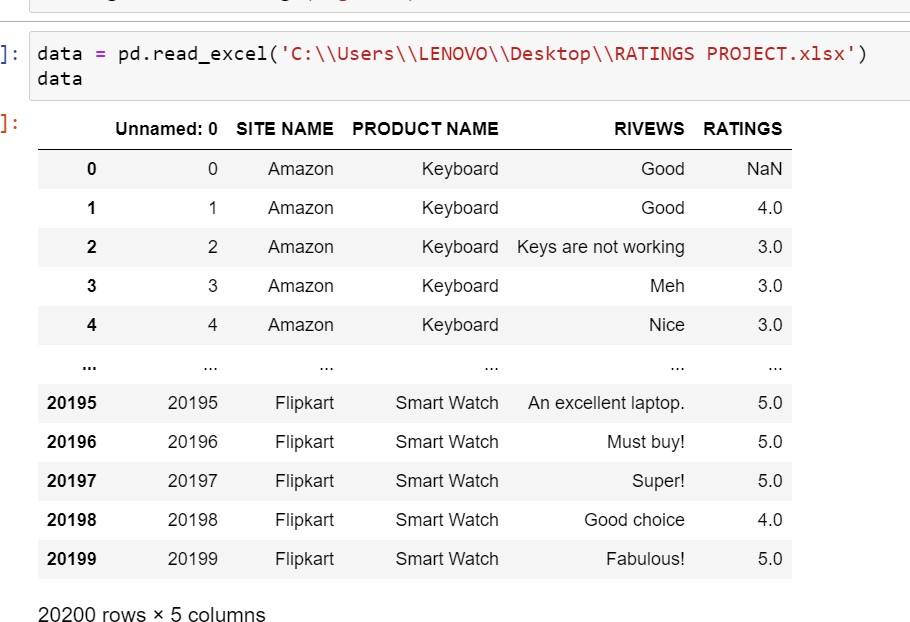 ]: data = pd.read_excel('C:\\Users\\LENOVO\\Desktop\\RATINGS PROJECT.xlsx')
data
]:
Unnamed: 0 SITE NAME PRODUCT NAME RIVEWS RATINGS
0 0 Amazon Keyboard Good NaN
1 1 Amazon Keyboard Good 4.0
2 2 Amazon Keyboard Keys are not working 3.0
3 3 Amazon Keyboard Meh 3.0
4 4 Amazon Keyboard Nice 3.0
... ... ... ... ... ...
20195 20195 Flipkart Smart Watch An excellent laptop. 5.0
20196 20196 Flipkart Smart Watch Must buy! 5.0
20197 20197 Flipkart Smart Watch Super! 5.0
20198 20198 Flipkart Smart Watch Good choice 4.0
20199 20199 Flipkart Smart Watch Fabulous! 5.0
20200 rows × 5 columns